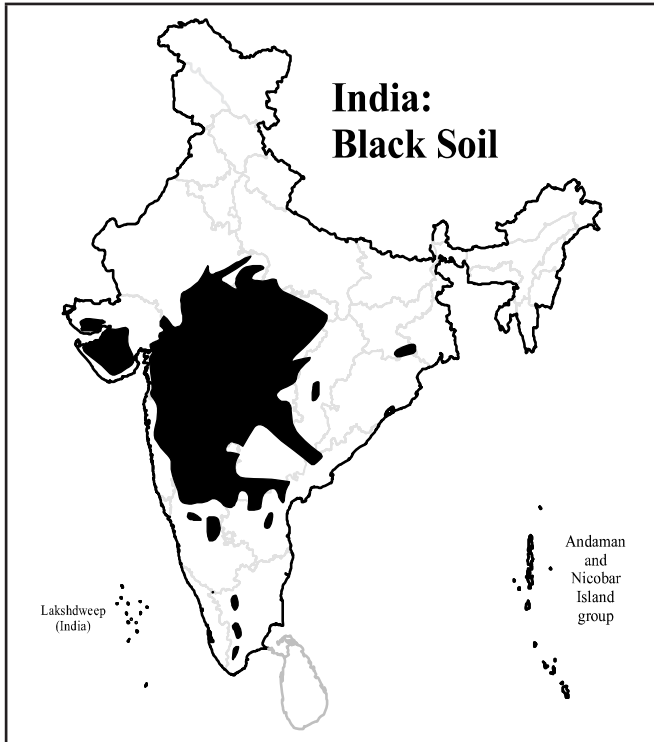 India:
Black Soil
Andaman
and
Nicobar
Island
group
Lakshdweep
(India)